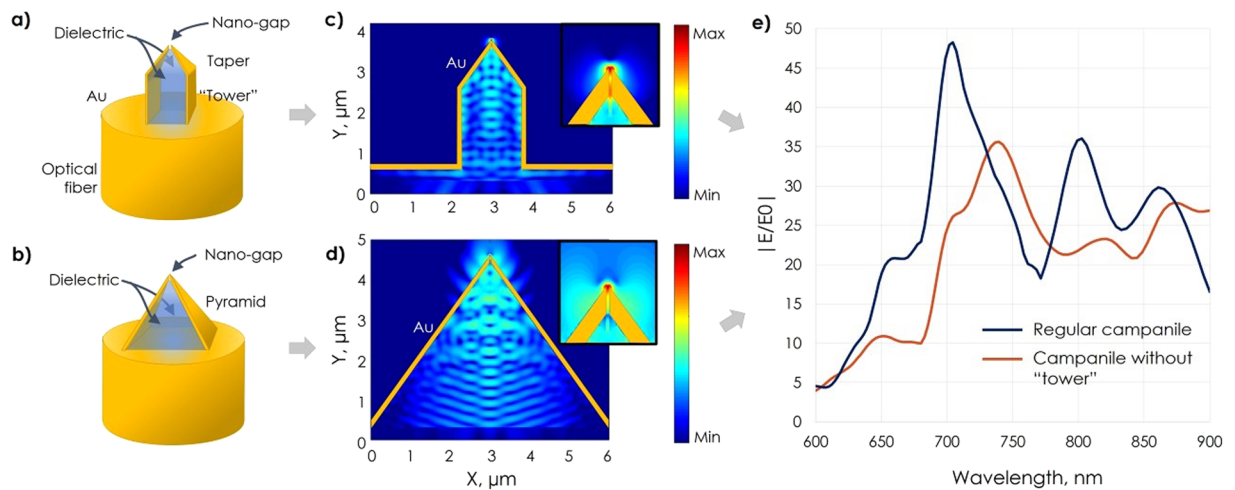 a)
Nano-gap
Dielectric
Taper
Au
"Tower"
Optical
fiber
b)
Nano-gap
Dielectric
Pyramid
c)
Y, µm
4
3
2
1
0
Au
0
1
2
3
4
5
6
Max
Min
d)
Y, µm
5
4
3
2
1
0
Au
0
1
2
3
4
5
6
X, µm
Max
Min
e)
|E/E0|
50
45
40
35
30
25
20
15
10
5
0
Regular campanile
Campanile without
"tower"
600
650
700
750
800
850
900
Wavelength, nm